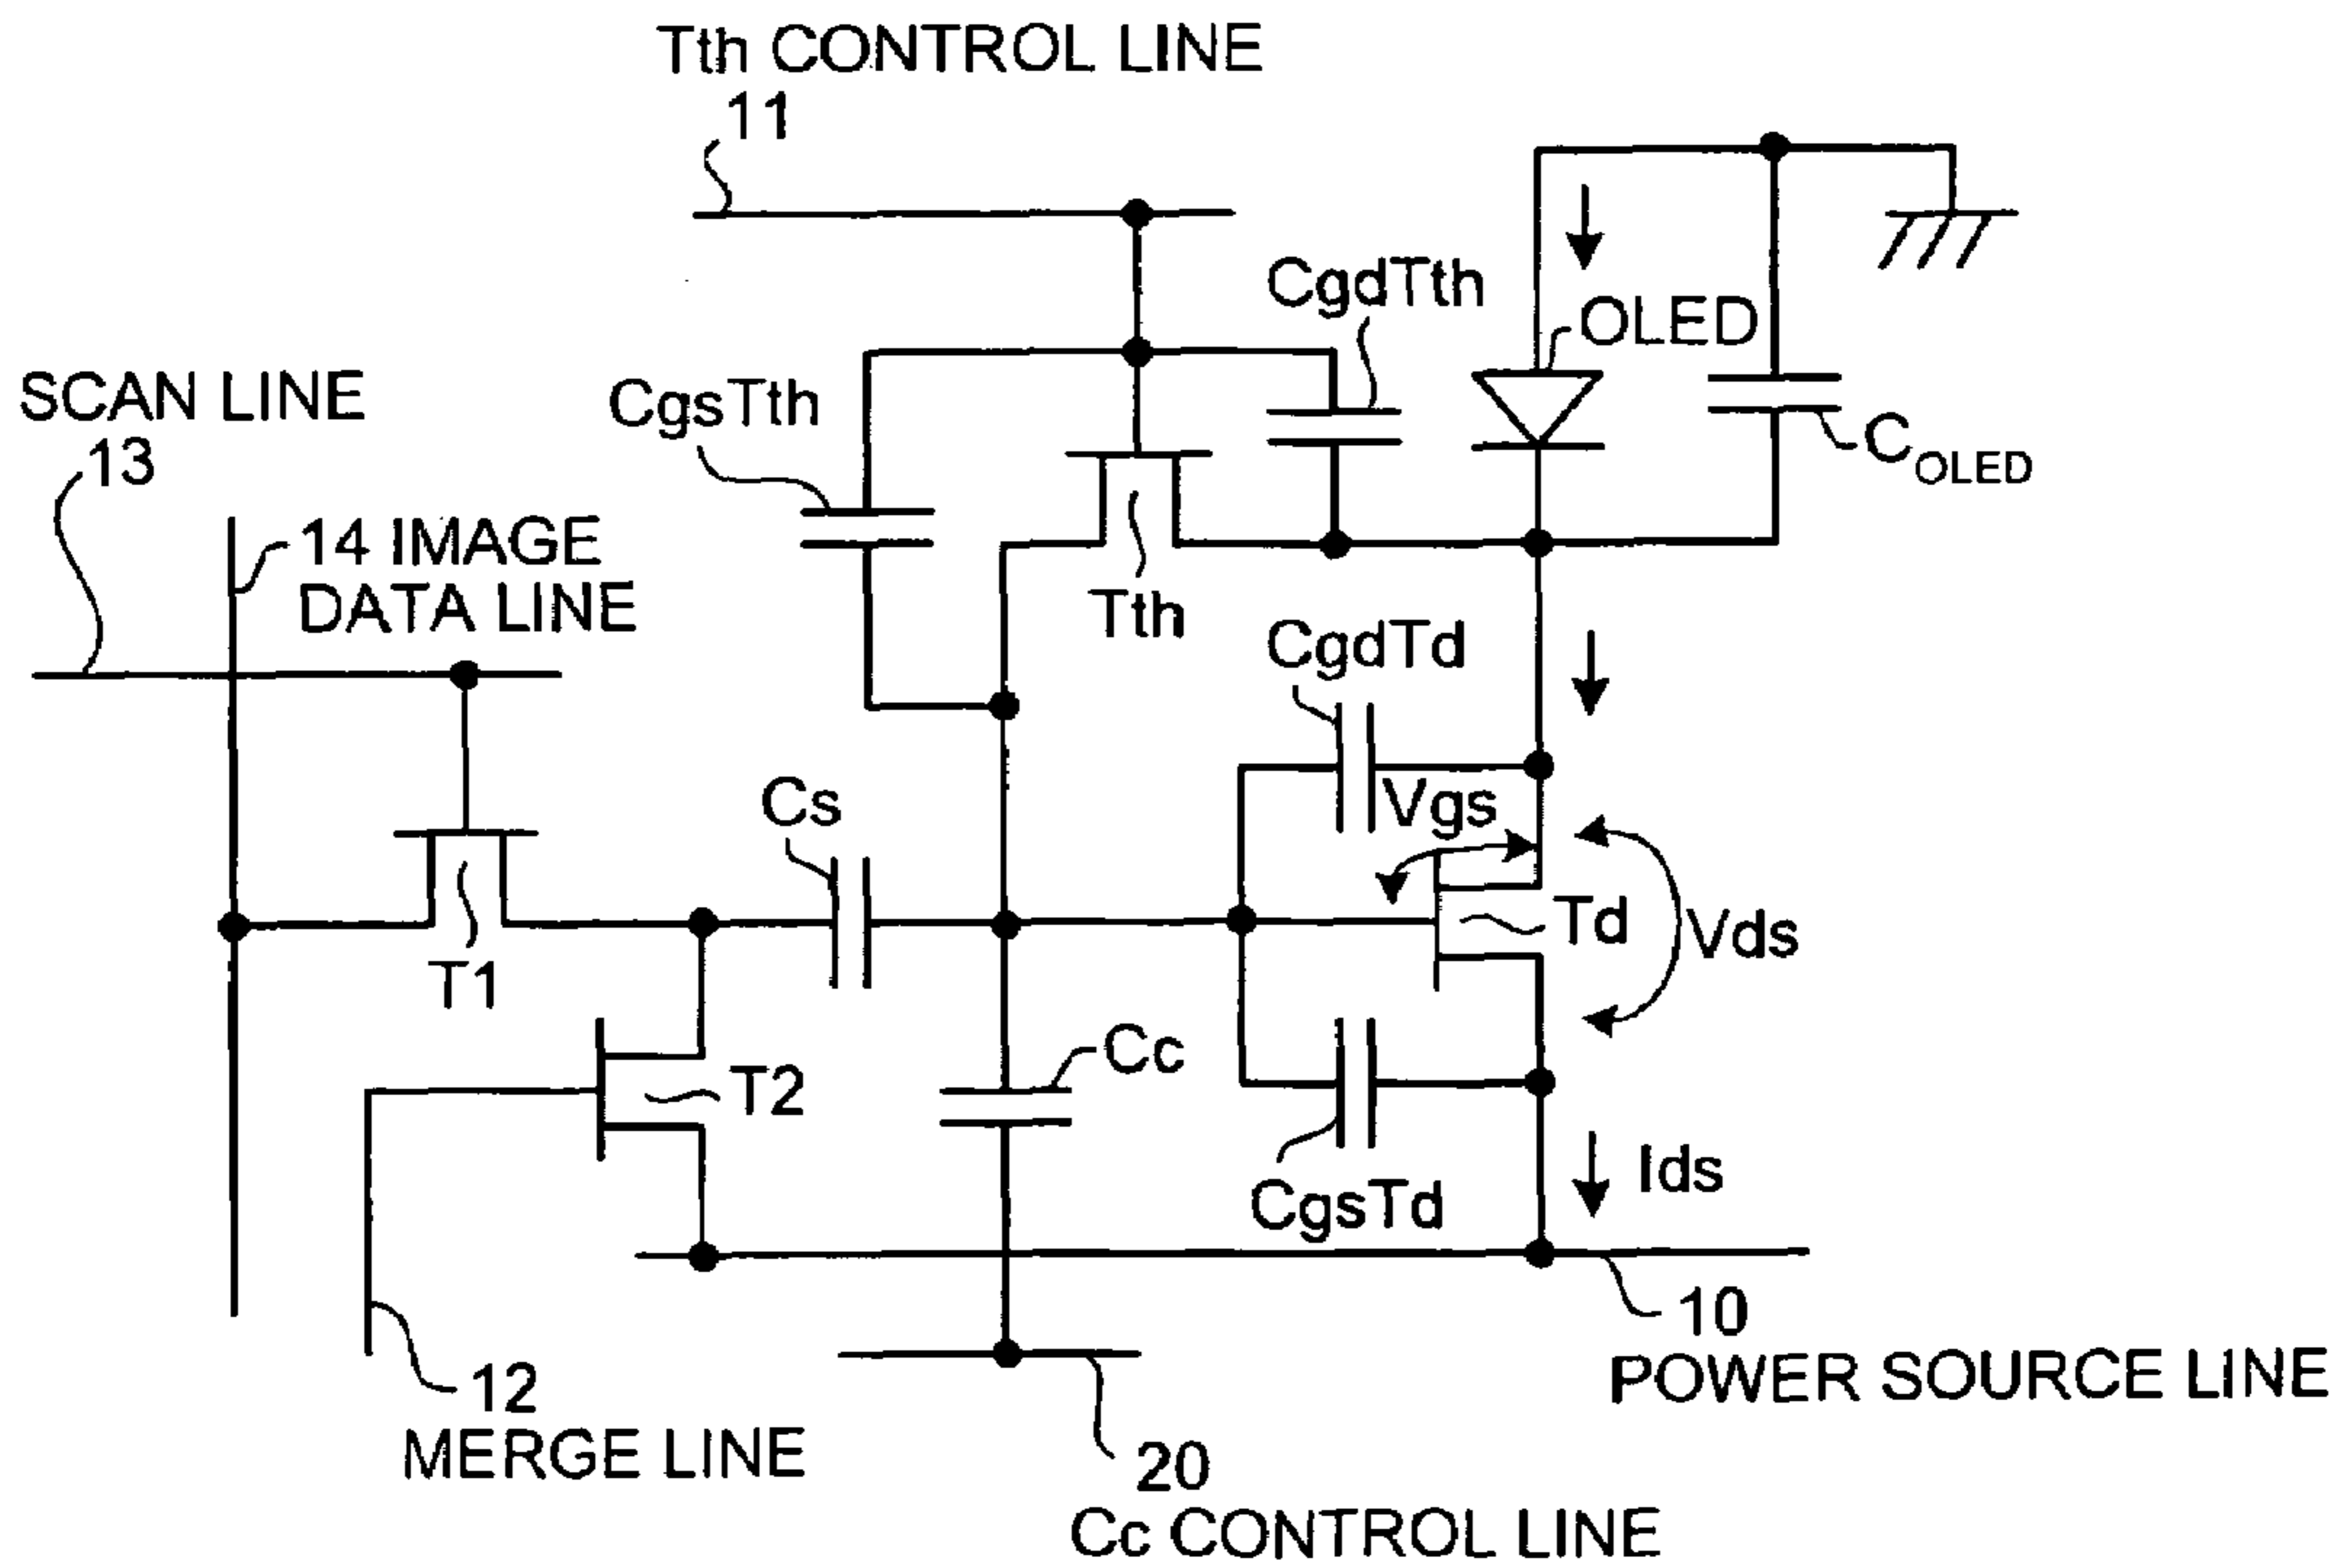 Tth CONTROL LINE
11
CgdTth
OLED
SCAN LINE
13
CgsTth
COLED
14 IMAGE
DATA LINE
Tth
CgdTd
Cs
Vgs
Td
Vds
T1
Cc
T2
Ids
CgsTd
10
POWER SOURCE LINE
12
MERGE LINE
20
Cc CONTROL LINE